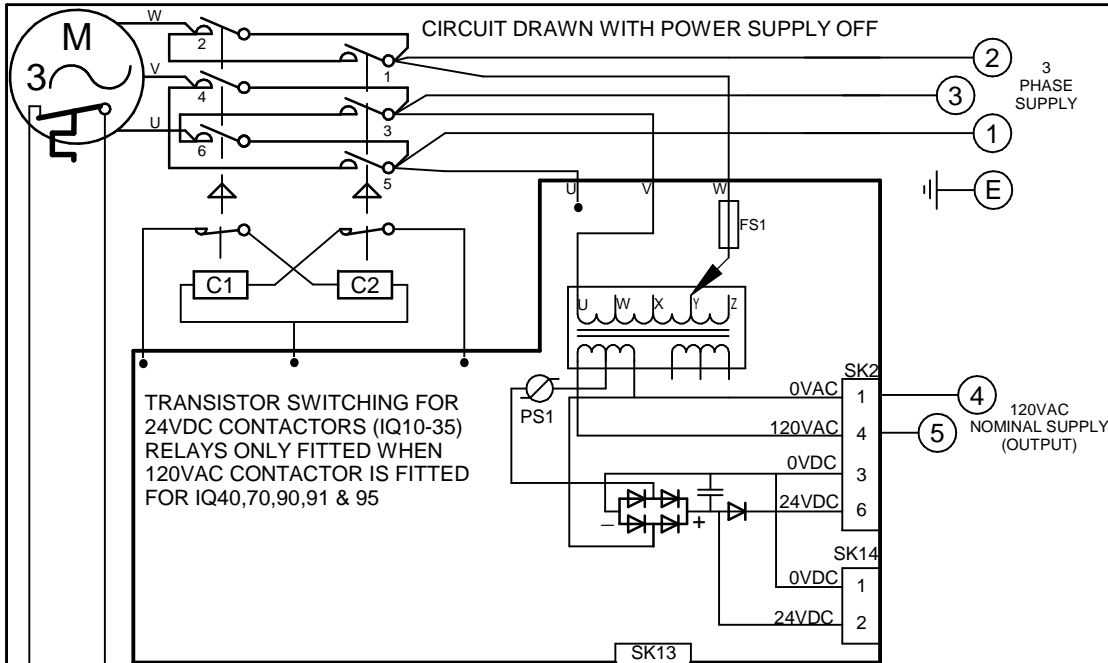 CIRCUIT DRAWN WITH POWER SUPPLY OFF
W
M
3
V
U
2
1
4
3
6
5
2
3
PHASE
SUPPLY
3
1
E
U
V
W
FS1
C1
C2
U
W
X
Y
Z
PS1
SK2
0VAC
1
4
120VAC
NOMINAL SUPPLY
(OUTPUT)
120VAC
4
5
0VDC
3
24VDC
6
–
+
SK14
0VDC
1
24VDC
2
TRANSISTOR SWITCHING FOR
24VDC CONTACTORS (IQ10-35)
RELAYS ONLY FITTED WHEN
120VAC CONTACTOR IS FITTED
FOR IQ40,70,90,91 & 95
SK13